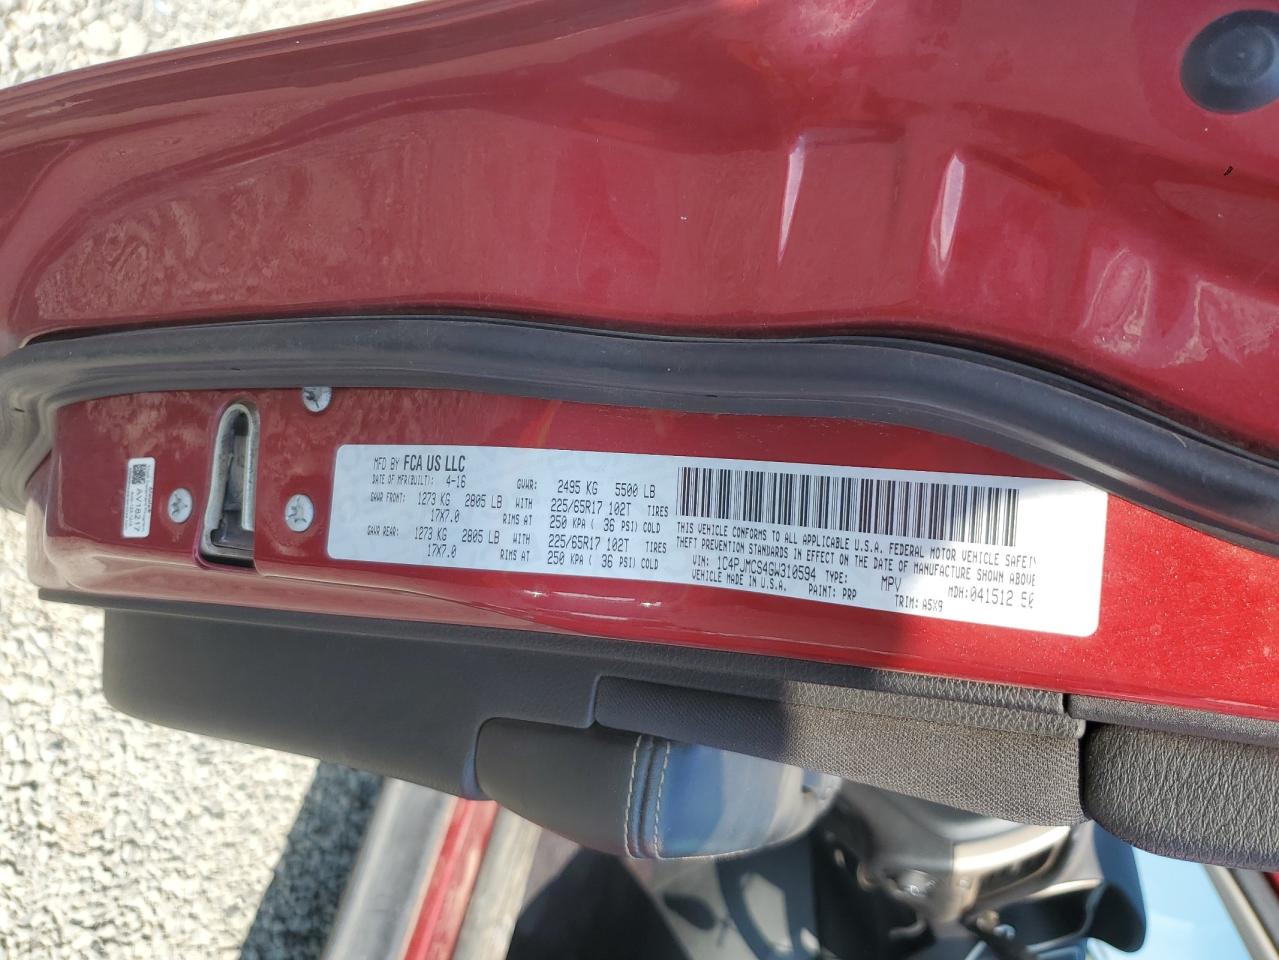 MFD BY FCA US LLC
DATE OF MFR(BUILT): 4-16 GVWR: 2495 KG 5500 LB
GAWR FRONT: 1273 KG 2805 LB WITH 225/65R17 102T TIRES
17X7.0 RIMS AT 250 KPA ( 36 PSI) COLD
GAWR REAR: 1273 KG 2805 LB WITH 225/65R17 102T TIRES
17X7.0 RIMS AT 250 KPA ( 36 PSI) COLD
THIS VEHICLE CONFORMS TO ALL APPLICABLE U.S.A. FEDERAL MOTOR VEHICLE SAFETY
THEFT PREVENTION STANDARDS IN EFFECT ON THE DATE OF MANUFACTURE SHOWN ABOVE
VIN: 1C4PJMCS4GW310594 TYPE: MPV MDH:041512
VEHICLE MADE IN U.S.A. PAINT: PRP TRIM: A5X9
AV18217